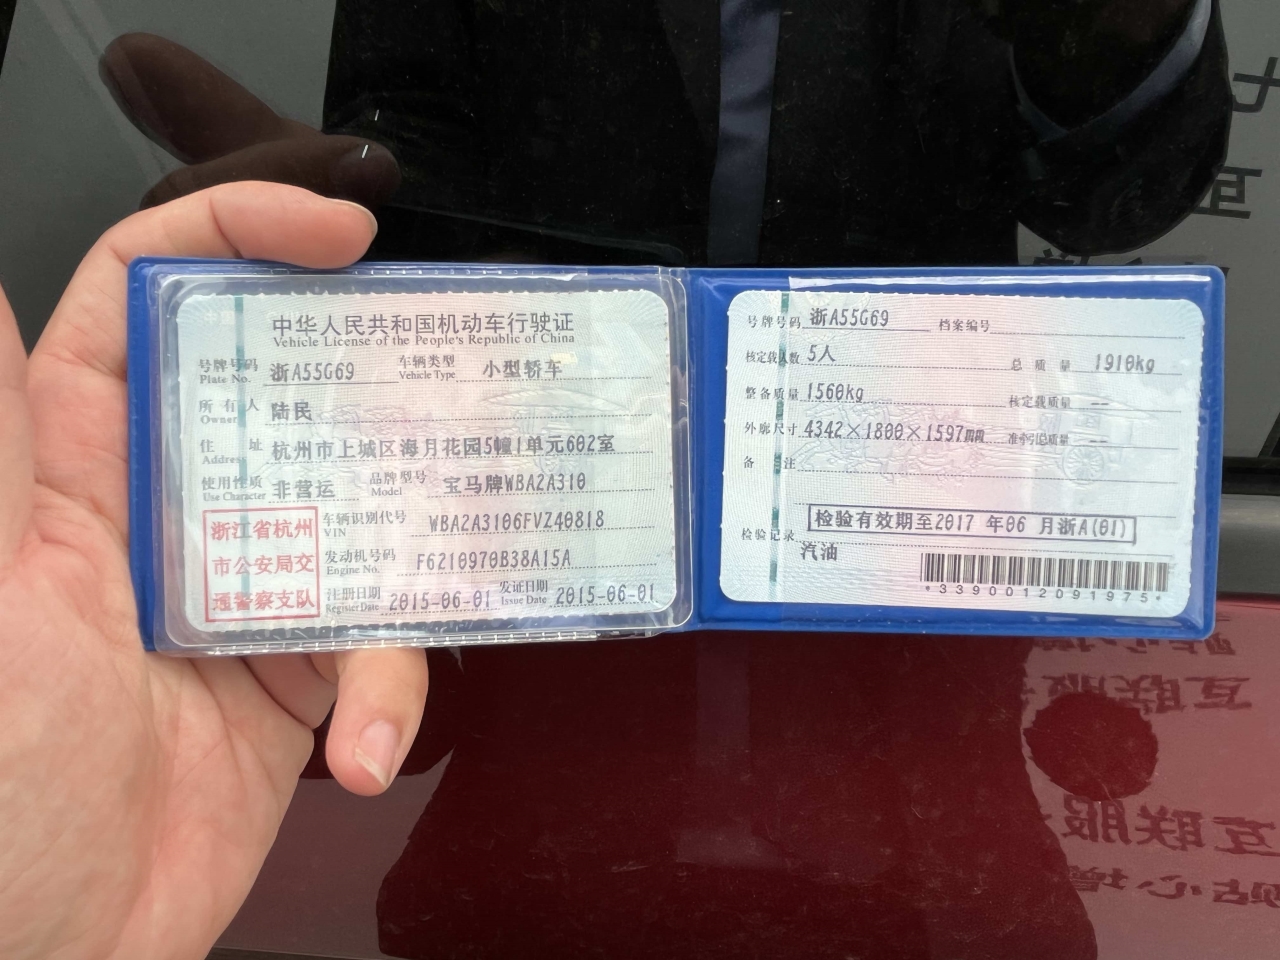 中华人民共和国机动车行驶证
Vehicle License of the People's Republic of China
号牌号码 浙A55G69 车辆类型 小型轿车
Plate No. Vehicle Type
所有人 陆民
Owner
住址 杭州市上城区海月花园5幢1单元602室
Address
使用性质 非营运 品牌型号 宝马牌WBA2A310
Use Character Model
浙江省杭州
市公安局交
通警察支队
车辆识别代号 WBA2A3106FVZ40818
VIN
发动机号码 F6210970B38A15A
Engine No.
注册日期 2015-06-01 发证日期 2015-06-01
Register Date Issue Date
号牌号码 浙A55G69 档案编号
核定载人数 5人 总质量 1910kg
整备质量 1560kg 核定载质量 --
外廓尺寸 4342×1800×1597mm 准牵引总质量 --
备注
检验有效期至2017 年06 月浙A(01)
检验记录
汽油
*3390012091975*
互联服
互联服